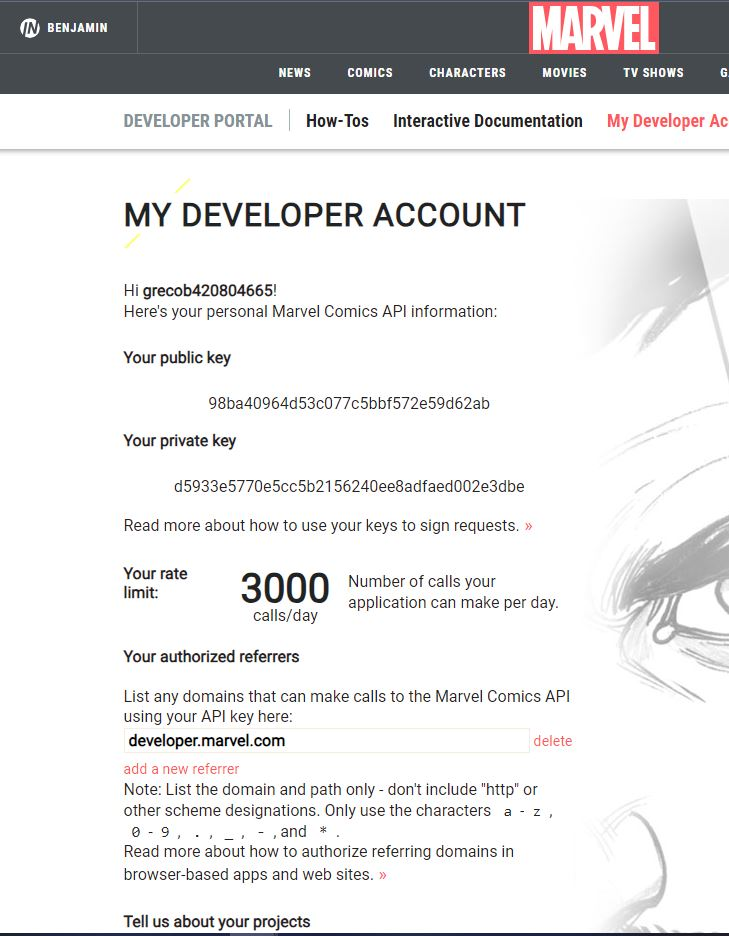 IN BENJAMIN
MARVEL
NEWS COMICS CHARACTERS MOVIES TV SHOWS
DEVELOPER PORTAL How-Tos Interactive Documentation My Developer
MY DEVELOPER ACCOUNT
Hi grecob420804665!
Here's your personal Marvel Comics API information:
Your public key
98ba40964d53c077c5bbf572e59d62ab
Your private key
d5933e5770e5cc5b2156240ee8adfaed002e3dbe
Read more about how to use your keys to sign requests. »
Your rate limit: 3000 calls/day Number of calls your
application can make per day.
Your authorized referrers
List any domains that can make calls to the Marvel Comics API
using your API key here:
developer.marvel.com delete
add a new referrer
Note: List the domain and path only - don't include "http" or
other scheme designations. Only use the characters a - z ,
0 - 9 , . , _ , - , and * .
Read more about how to authorize referring domains in
browser-based apps and web sites. »
Tell us about your projects